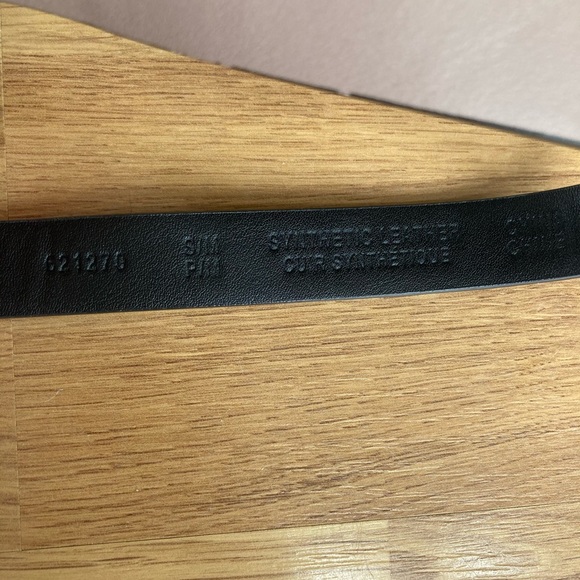 621270
S/M
P/M
SYNTHETIC LEATHER
CUIR SYNTHETIQUE
CHINA
CHINE